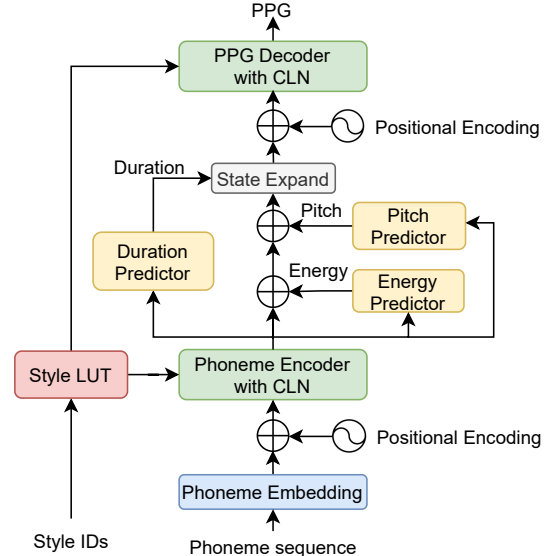 PPG
PPG Decoder
with CLN
Positional Encoding
Duration
State Expand
Pitch
Pitch
Predictor
Duration
Predictor
Energy
Energy
Predictor
Style LUT
Phoneme Encoder
with CLN
Positional Encoding
Phoneme Embedding
Style IDs
Phoneme sequence